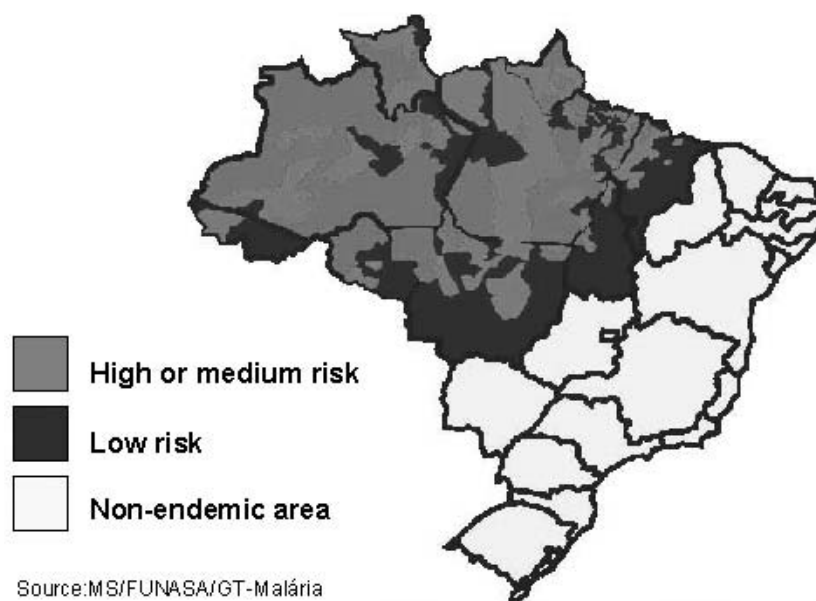 High or medium risk
Low risk
Non-endemic area
Source:MS/FUNASA/GT-Malária